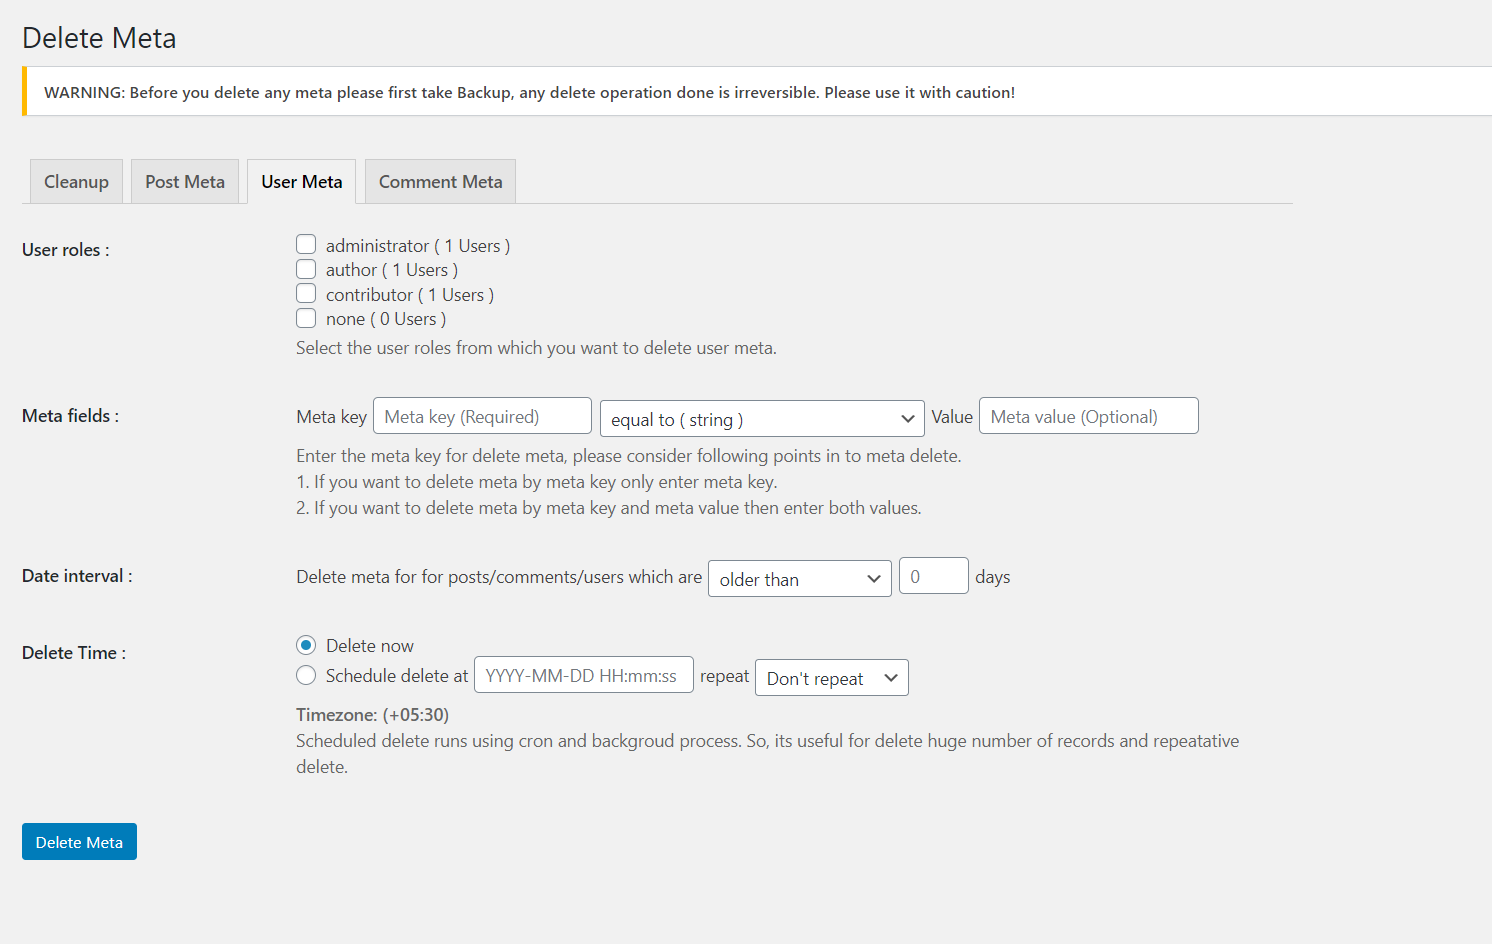 Delete Meta
WARNING: Before you delete any meta please first take Backup, any delete operation done is irreversible. Please use it with caution!
Cleanup Post Meta User Meta Comment Meta
User roles :
administrator ( 1 Users )
author ( 1 Users )
contributor ( 1 Users )
none ( 0 Users )
Select the user roles from which you want to delete user meta.
Meta fields : Meta key Meta key (Required) equal to ( string ) Value Meta value (Optional)
Enter the meta key for delete meta, please consider following points in to meta delete.
1. If you want to delete meta by meta key only enter meta key.
2. If you want to delete meta by meta key and meta value then enter both values.
Date interval : Delete meta for for posts/comments/users which are older than 0 days
Delete Time :
Delete now
Schedule delete at YYYY-MM-DD HH:mm:ss repeat Don't repeat
Timezone: (+05:30)
Scheduled delete runs using cron and backgroud process. So, its useful for delete huge number of records and repeatative
delete.
Delete Meta